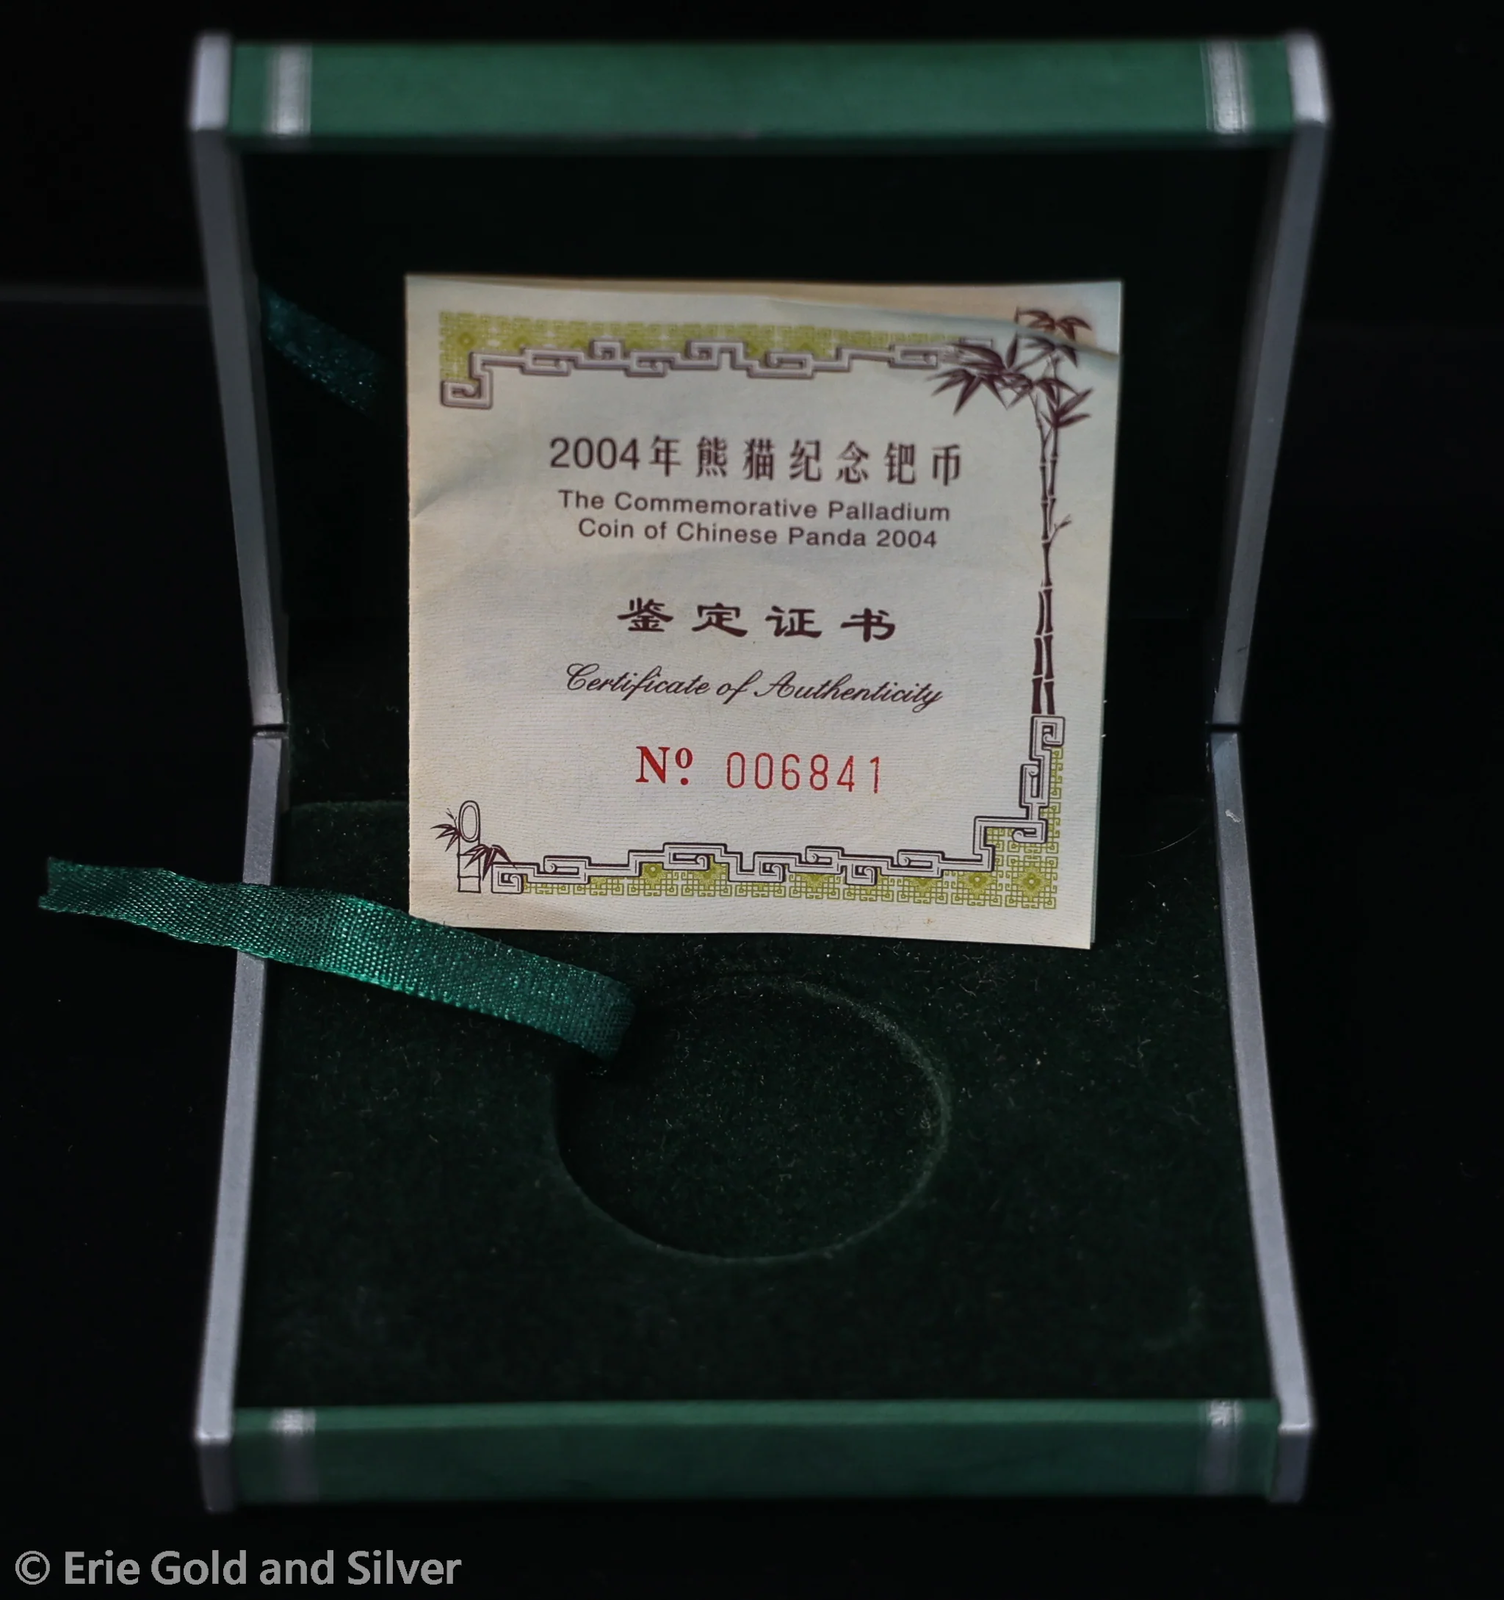 2004年熊猫纪念钯币
The Commemorative Palladium
Coin of Chinese Panda 2004
鉴定证书
Certificate of Authenticity
Nº 006841
© Erie Gold and Silver